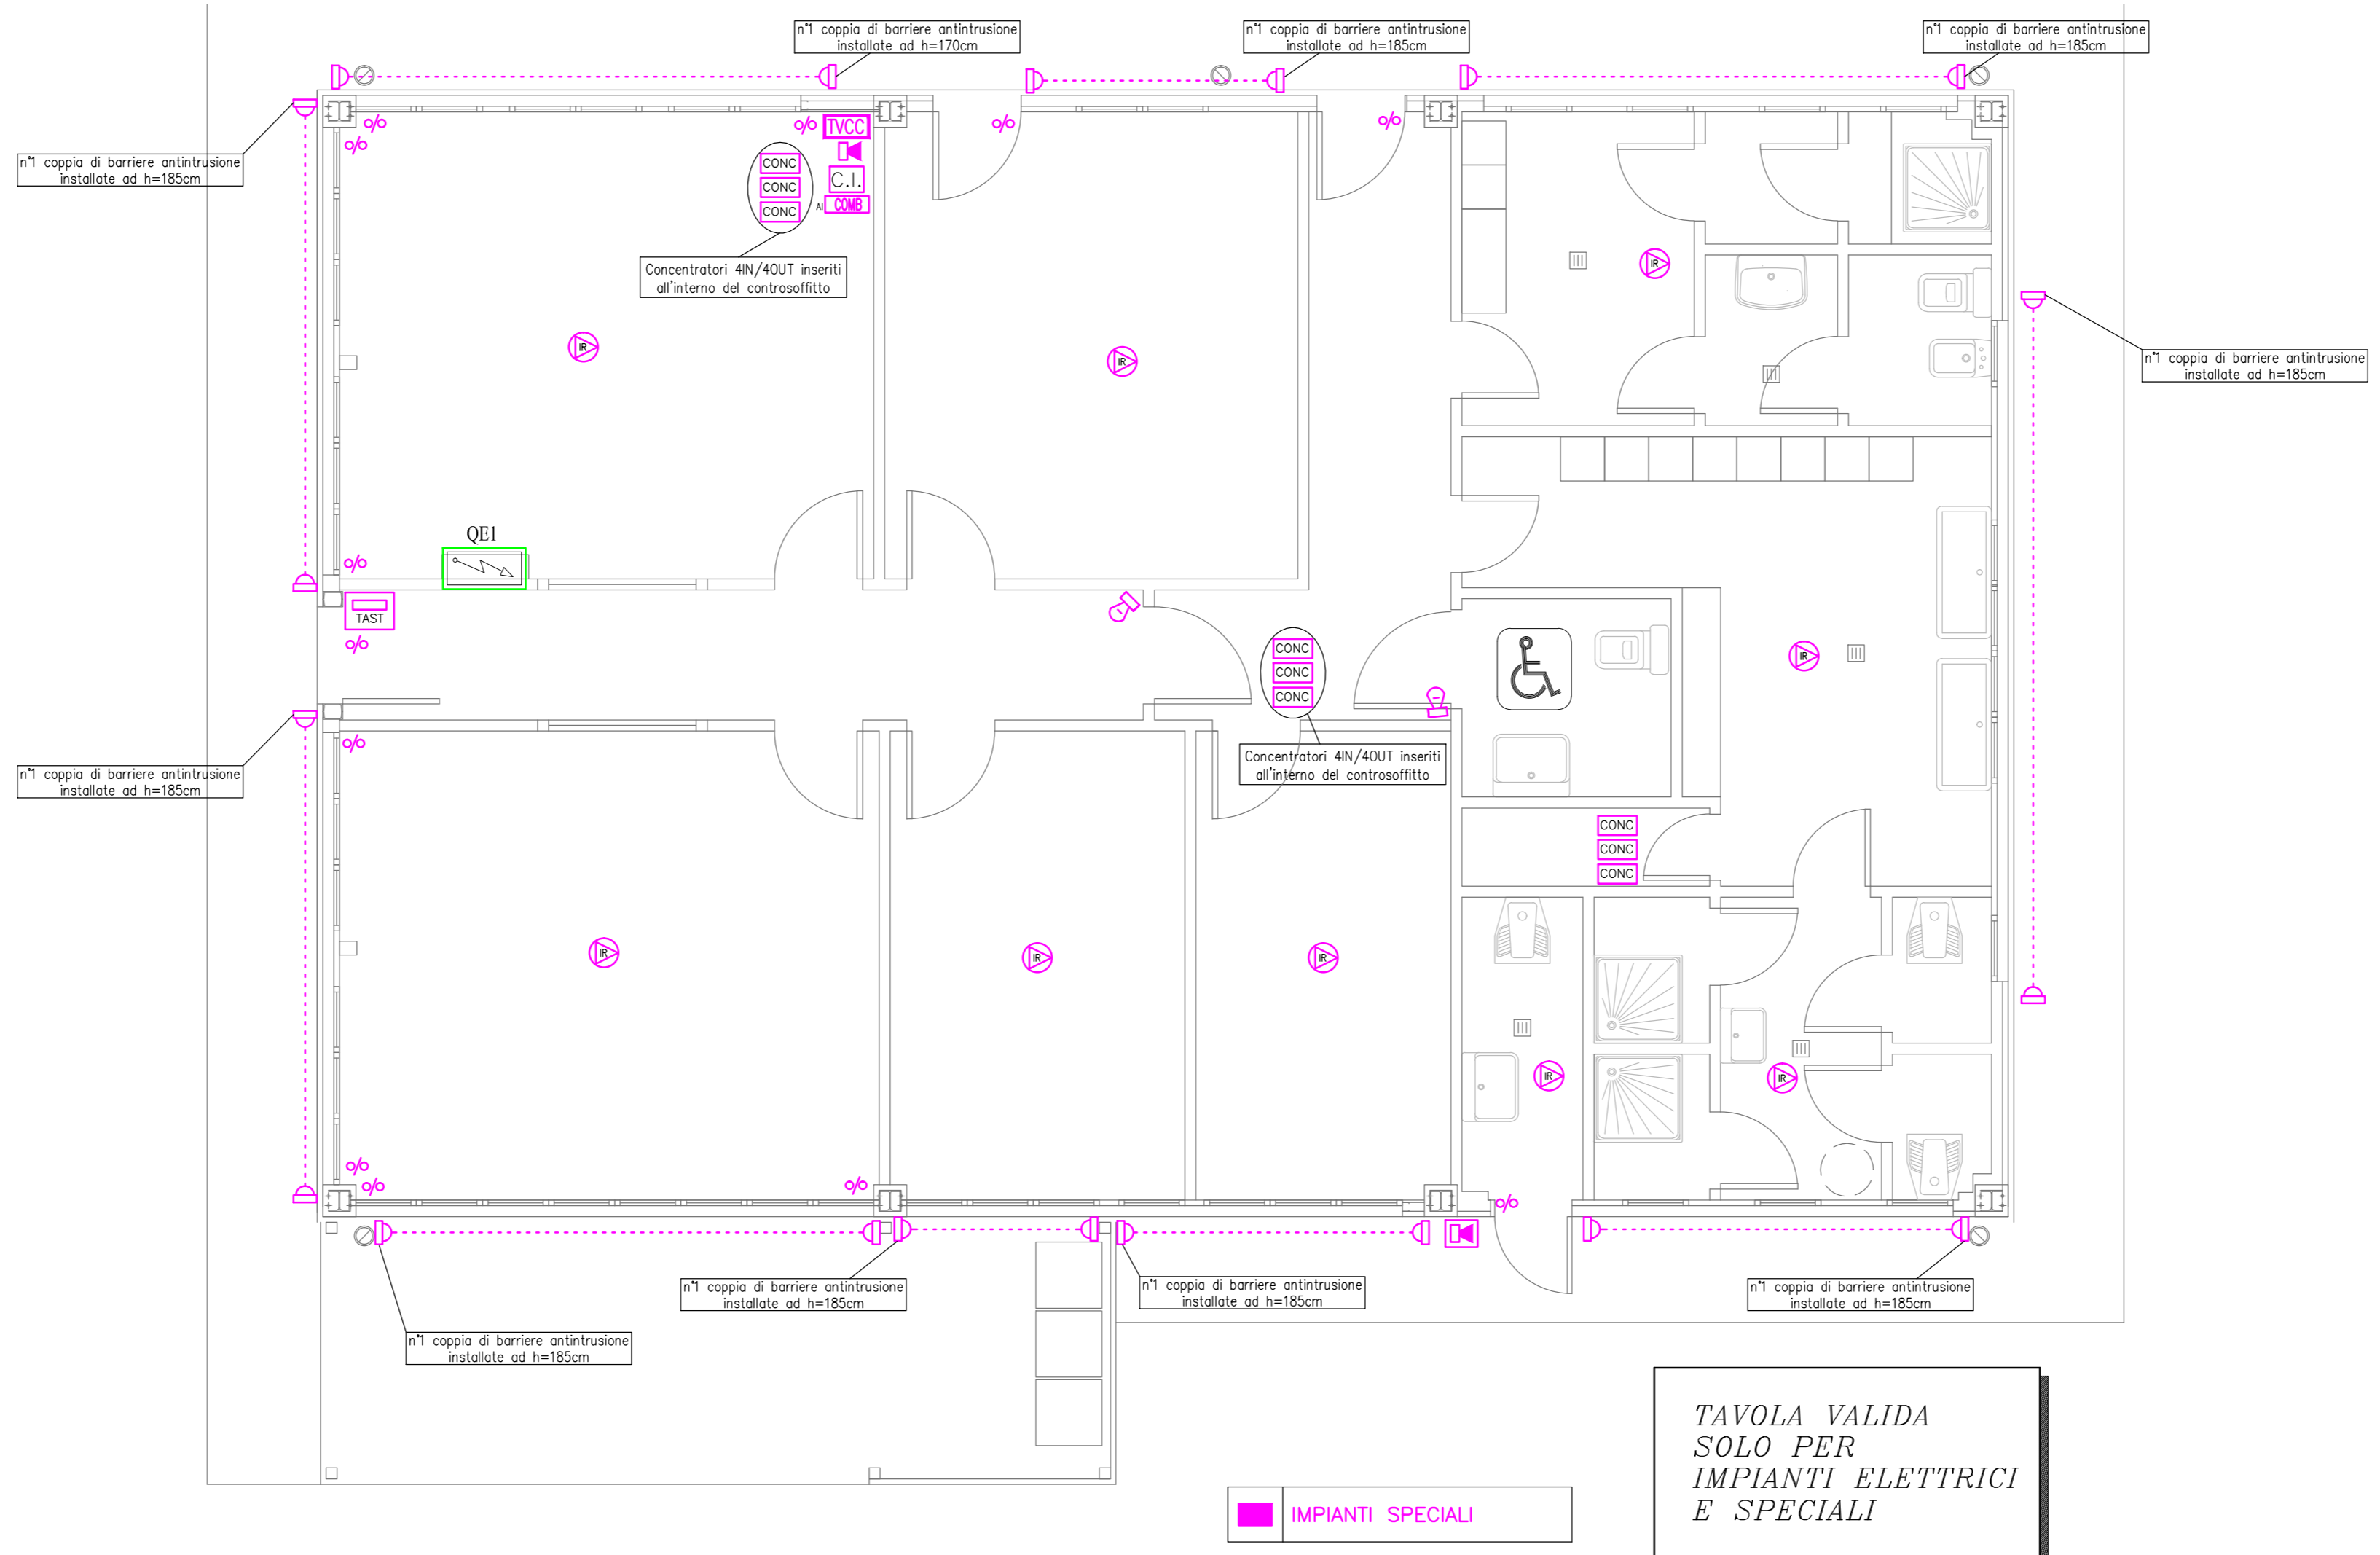 n°1 coppia di barriere antintrusione
installate ad h=170cm
n°1 coppia di barriere antintrusione
installate ad h=185cm
n°1 coppia di barriere antintrusione
installate ad h=185cm
n°1 coppia di barriere antintrusione
installate ad h=185cm
TVCC
CONC
CONC
CONC
C.I.
AI
COMB
Concentratori 4IN/4OUT inseriti
all'interno del controsoffitto
IR
IR
IR
n°1 coppia di barriere antintrusione
installate ad h=185cm
QE1
TAST
CONC
CONC
CONC
IR
Concentratori 4IN/4OUT inseriti
all'interno del controsoffitto
n°1 coppia di barriere antintrusione
installate ad h=185cm
CONC
CONC
CONC
IR
IR
IR
IR
IR
n°1 coppia di barriere antintrusione
installate ad h=185cm
n°1 coppia di barriere antintrusione
installate ad h=185cm
n°1 coppia di barriere antintrusione
installate ad h=185cm
n°1 coppia di barriere antintrusione
installate ad h=185cm
TAVOLA VALIDA
SOLO PER
IMPIANTI ELETTRICI
E SPECIALI
IMPIANTI SPECIALI